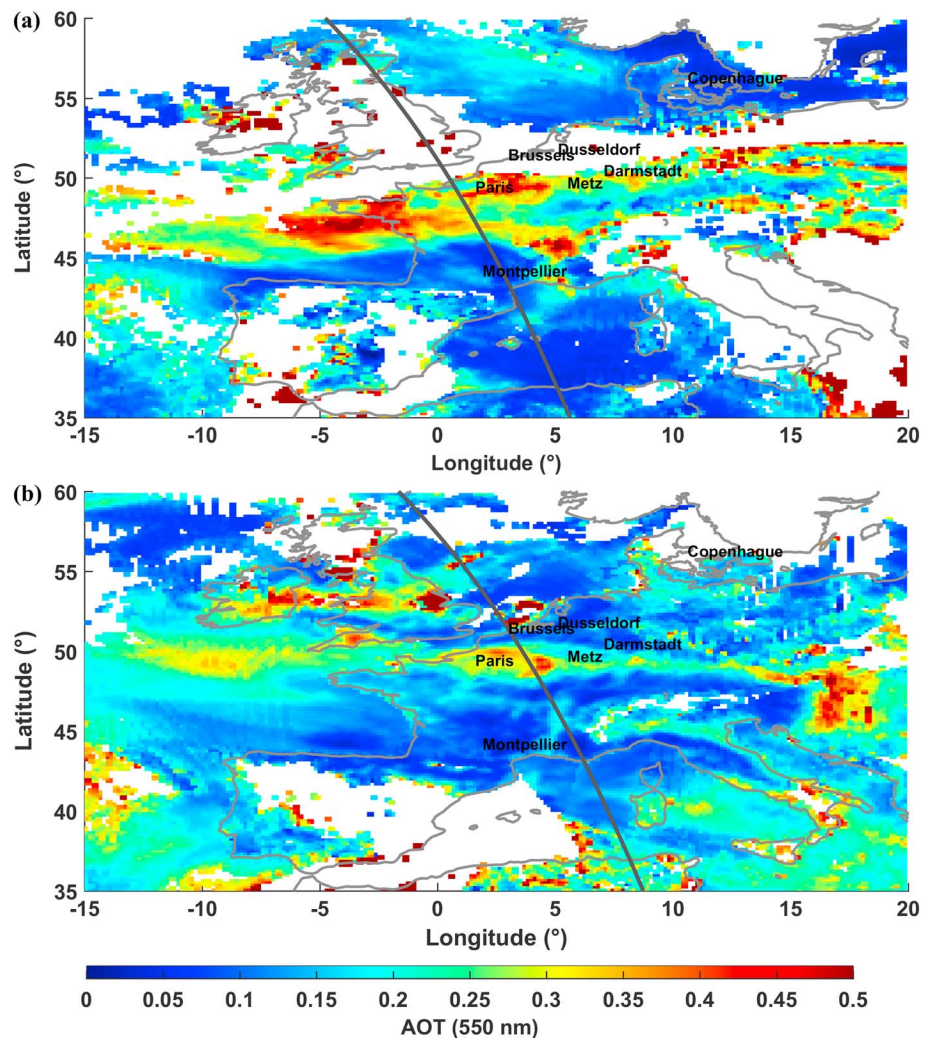 (a)
60
55
50
45
40
35
Latitude (°)
Copenhague
Dusseldorf
Brussels
Darmstadt
Paris
Metz
Montpellier
-15 -10 -5 0 5 10 15 20
Longitude (°)
(b)
60
55
50
45
40
35
Latitude (°)
Copenhague
Dusseldorf
Brussels
Darmstadt
Paris
Metz
Montpellier
-15 -10 -5 0 5 10 15 20
Longitude (°)
0 0.05 0.1 0.15 0.2 0.25 0.3 0.35 0.4 0.45 0.5
AOT (550 nm)